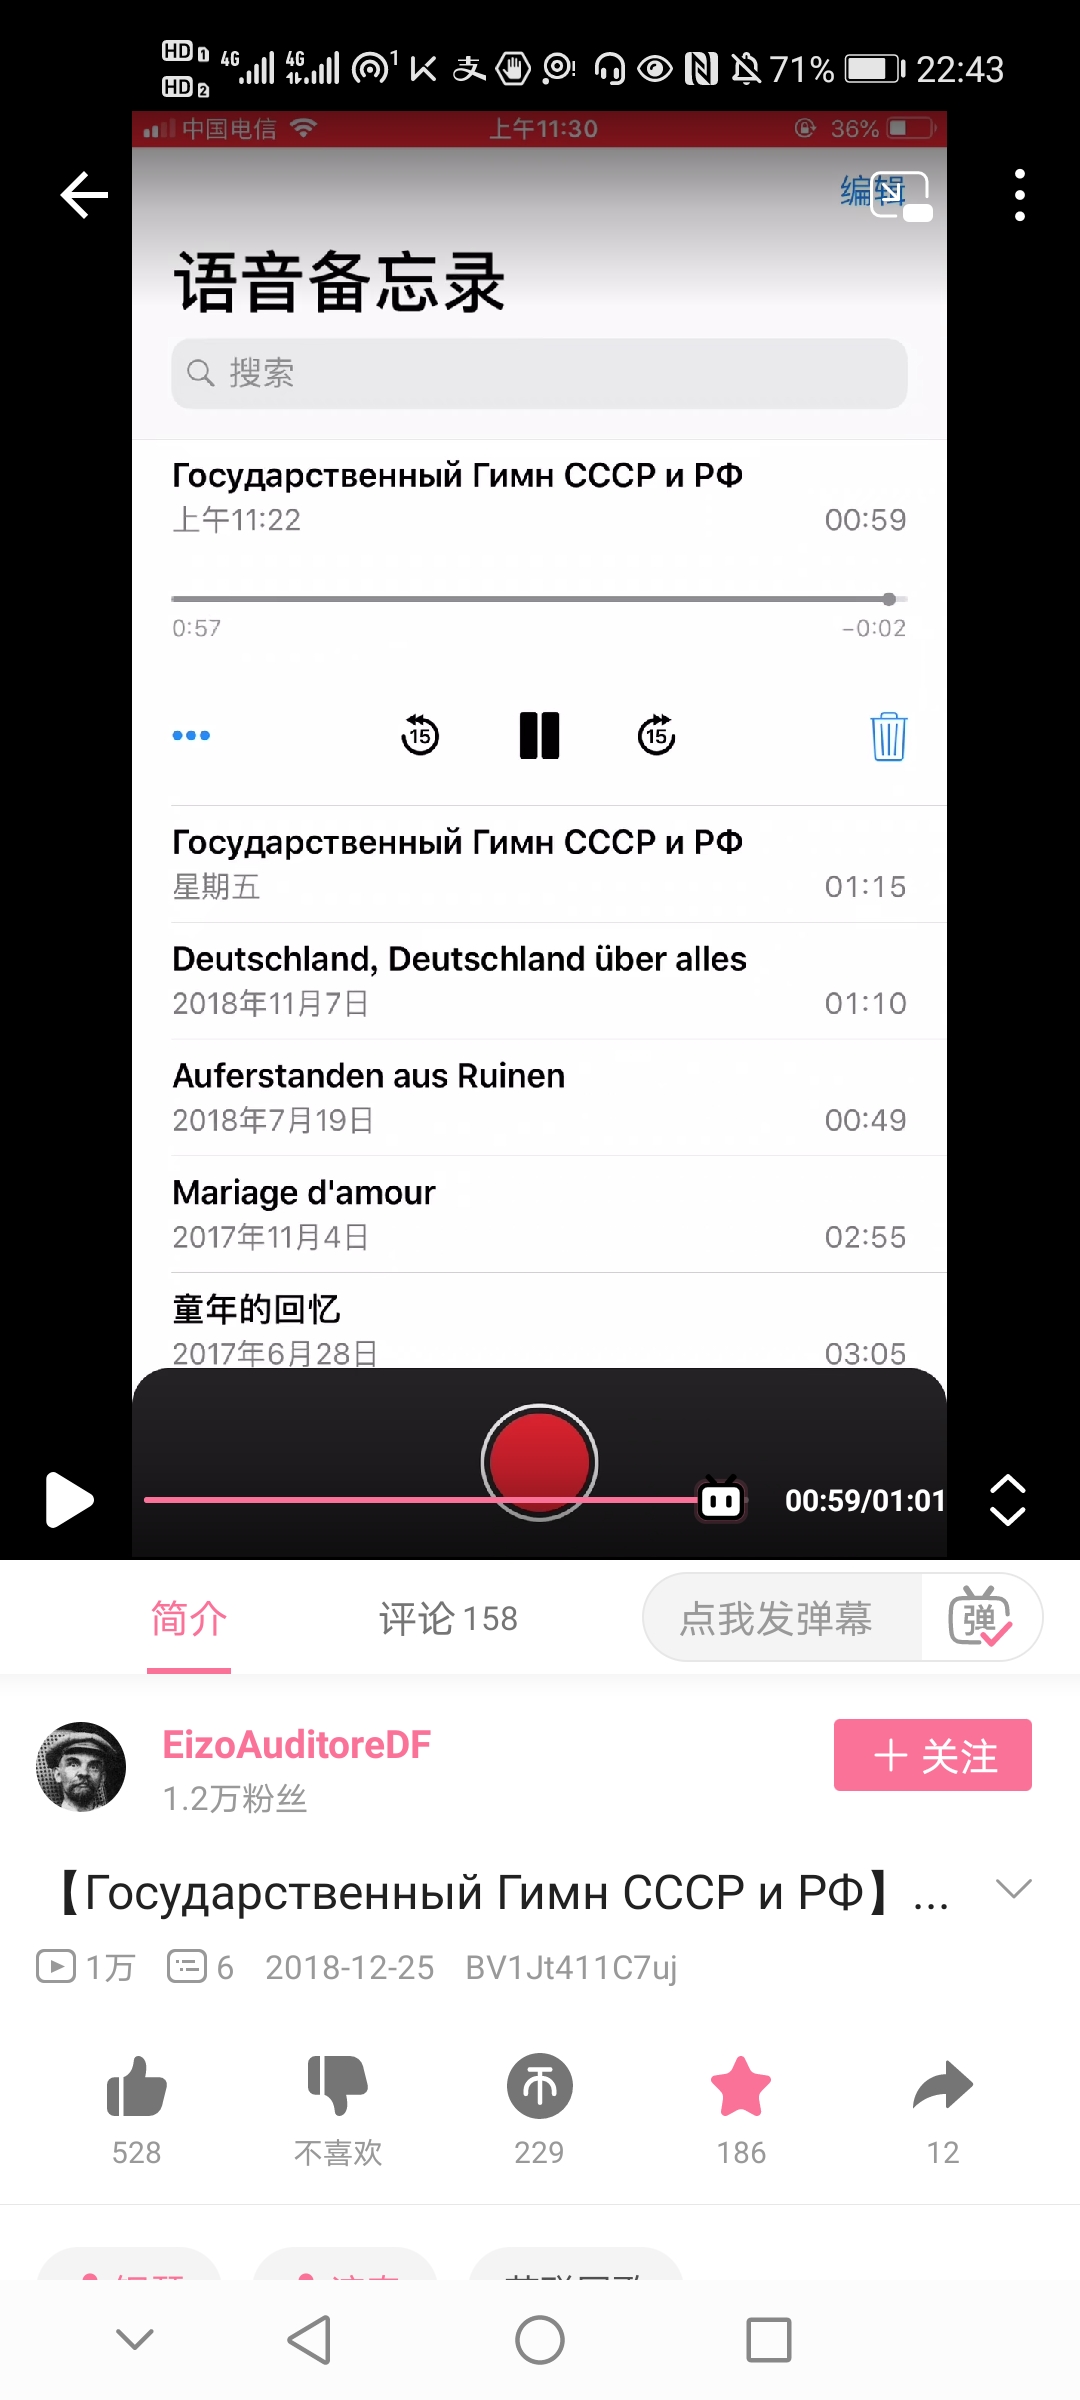 HD 1 4G 4G 1 71% 22:43
HD 2
中国电信 上午11:30 36%
编辑
语音备忘录
搜索
Государственный Гимн СССР и РФ
上午11:22 00:59
0:57 -0:02
15 15
Государственный Гимн СССР и РФ
星期五 01:15
Deutschland, Deutschland über alles
2018年11月7日 01:10
Auferstanden aus Ruinen
2018年7月19日 00:49
Mariage d'amour
2017年11月4日 02:55
童年的回忆
2017年6月28日 03:05
00:59/01:01
简介 评论 158 点我发弹幕 弹
EizoAuditoreDF
1.2万粉丝
+ 关注
【Государственный Гимн СССР и РФ】...
1万 6 2018-12-25 BV1Jt411C7uj
528 不喜欢 229 186 12